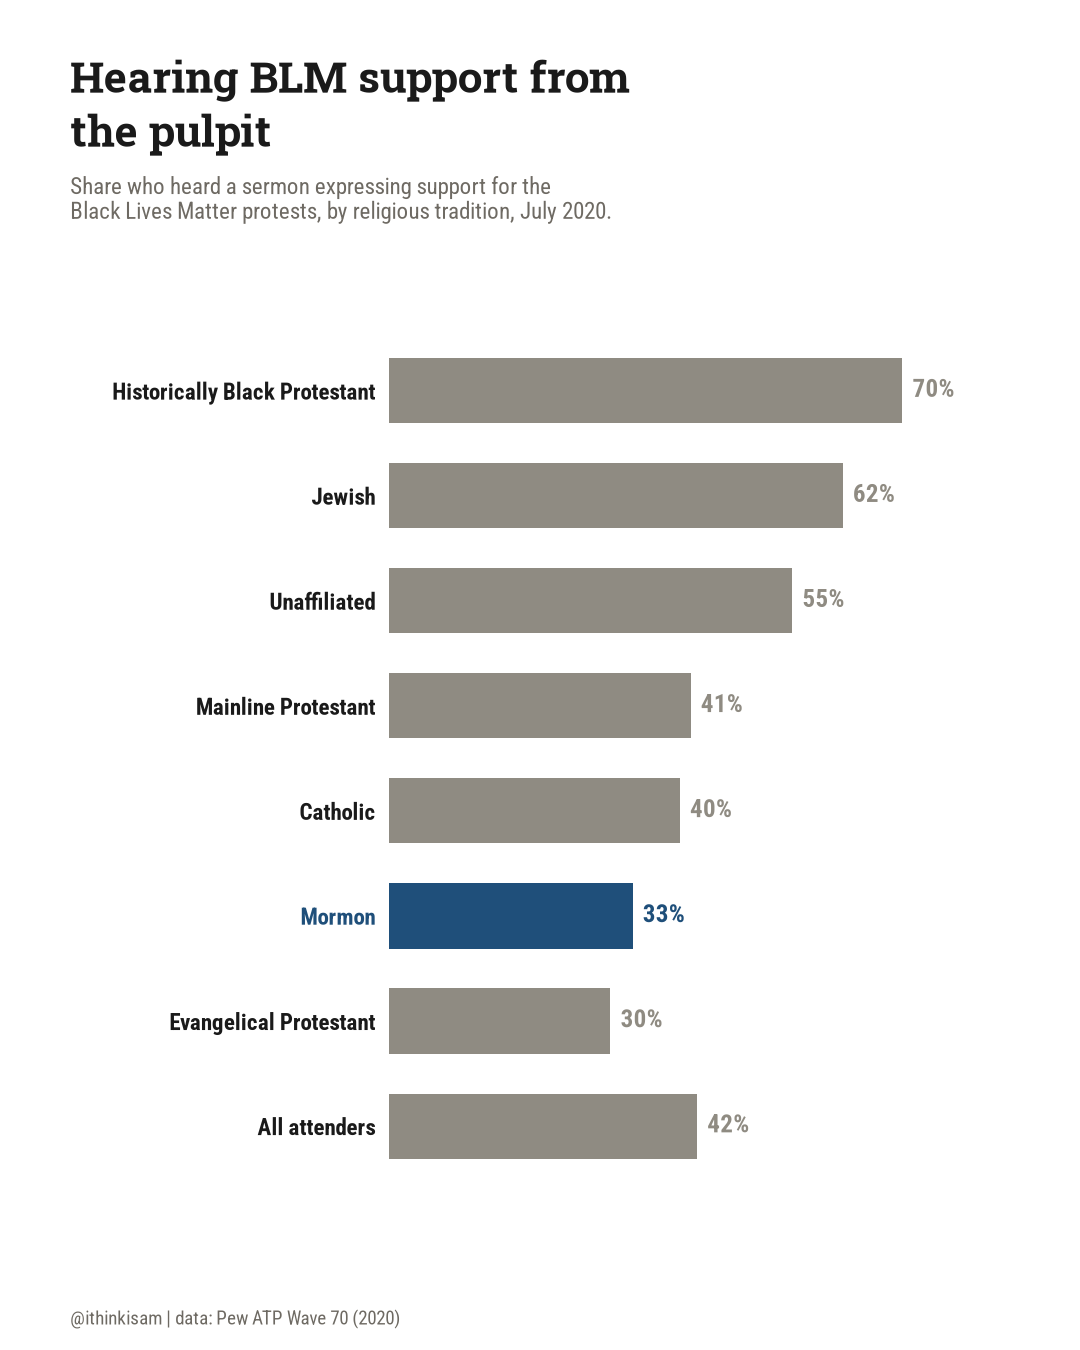 Hearing BLM support from
the pulpit
Share who heard a sermon expressing support for the
Black Lives Matter protests, by religious tradition, July 2020.
Historically Black Protestant 70%
Jewish 62%
Unaffiliated 55%
Mainline Protestant 41%
Catholic 40%
Mormon 33%
Evangelical Protestant 30%
All attenders 42%
@ithinkisam | data: Pew ATP Wave 70 (2020)